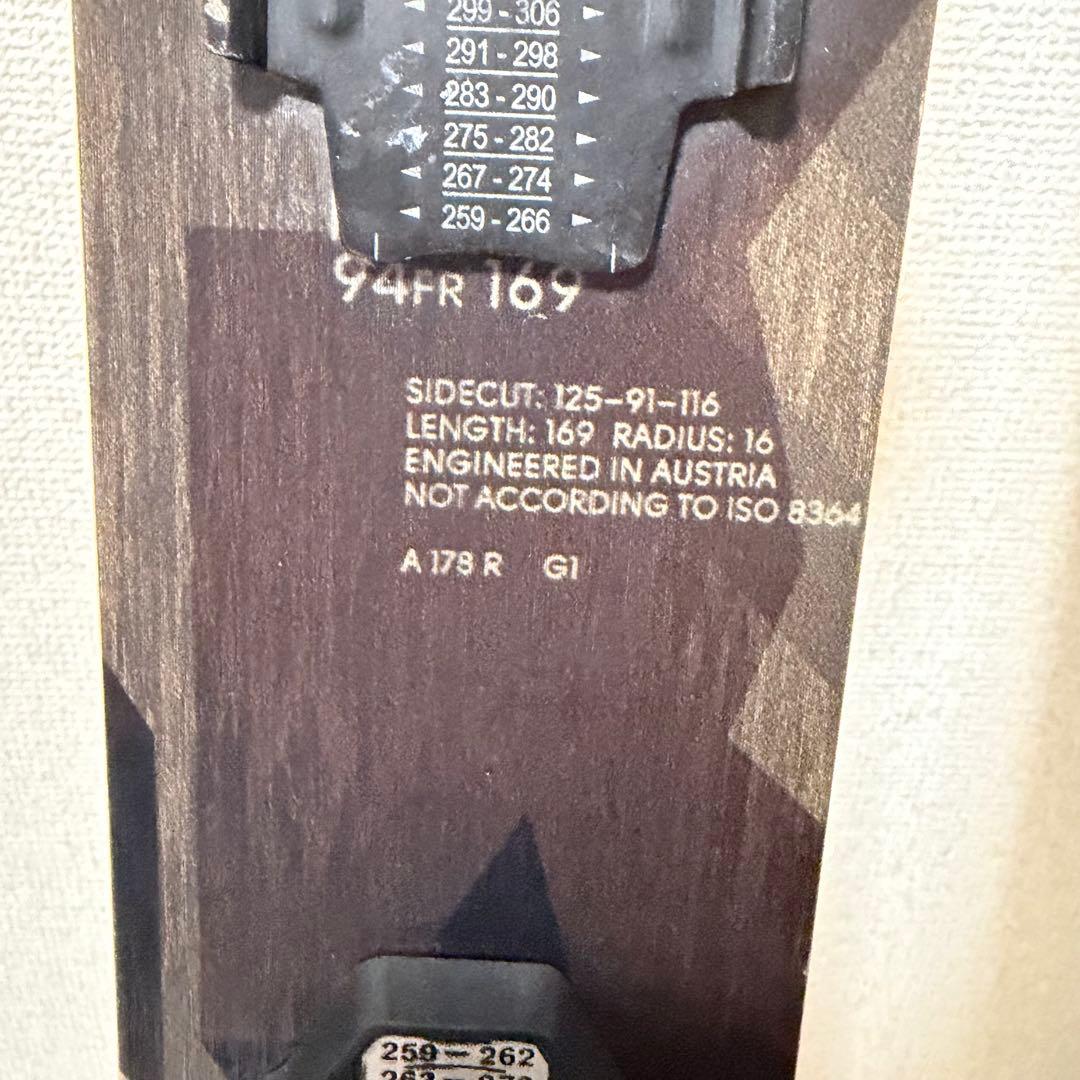 299 - 306
291 - 298
283 - 290
275 - 282
267 - 274
259 - 266
94FR 169
SIDECUT: 125-91-116
LENGTH: 169 RADIUS: 16
ENGINEERED IN AUSTRIA
NOT ACCORDING TO ISO 8364
A 178 R G1
259 - 262